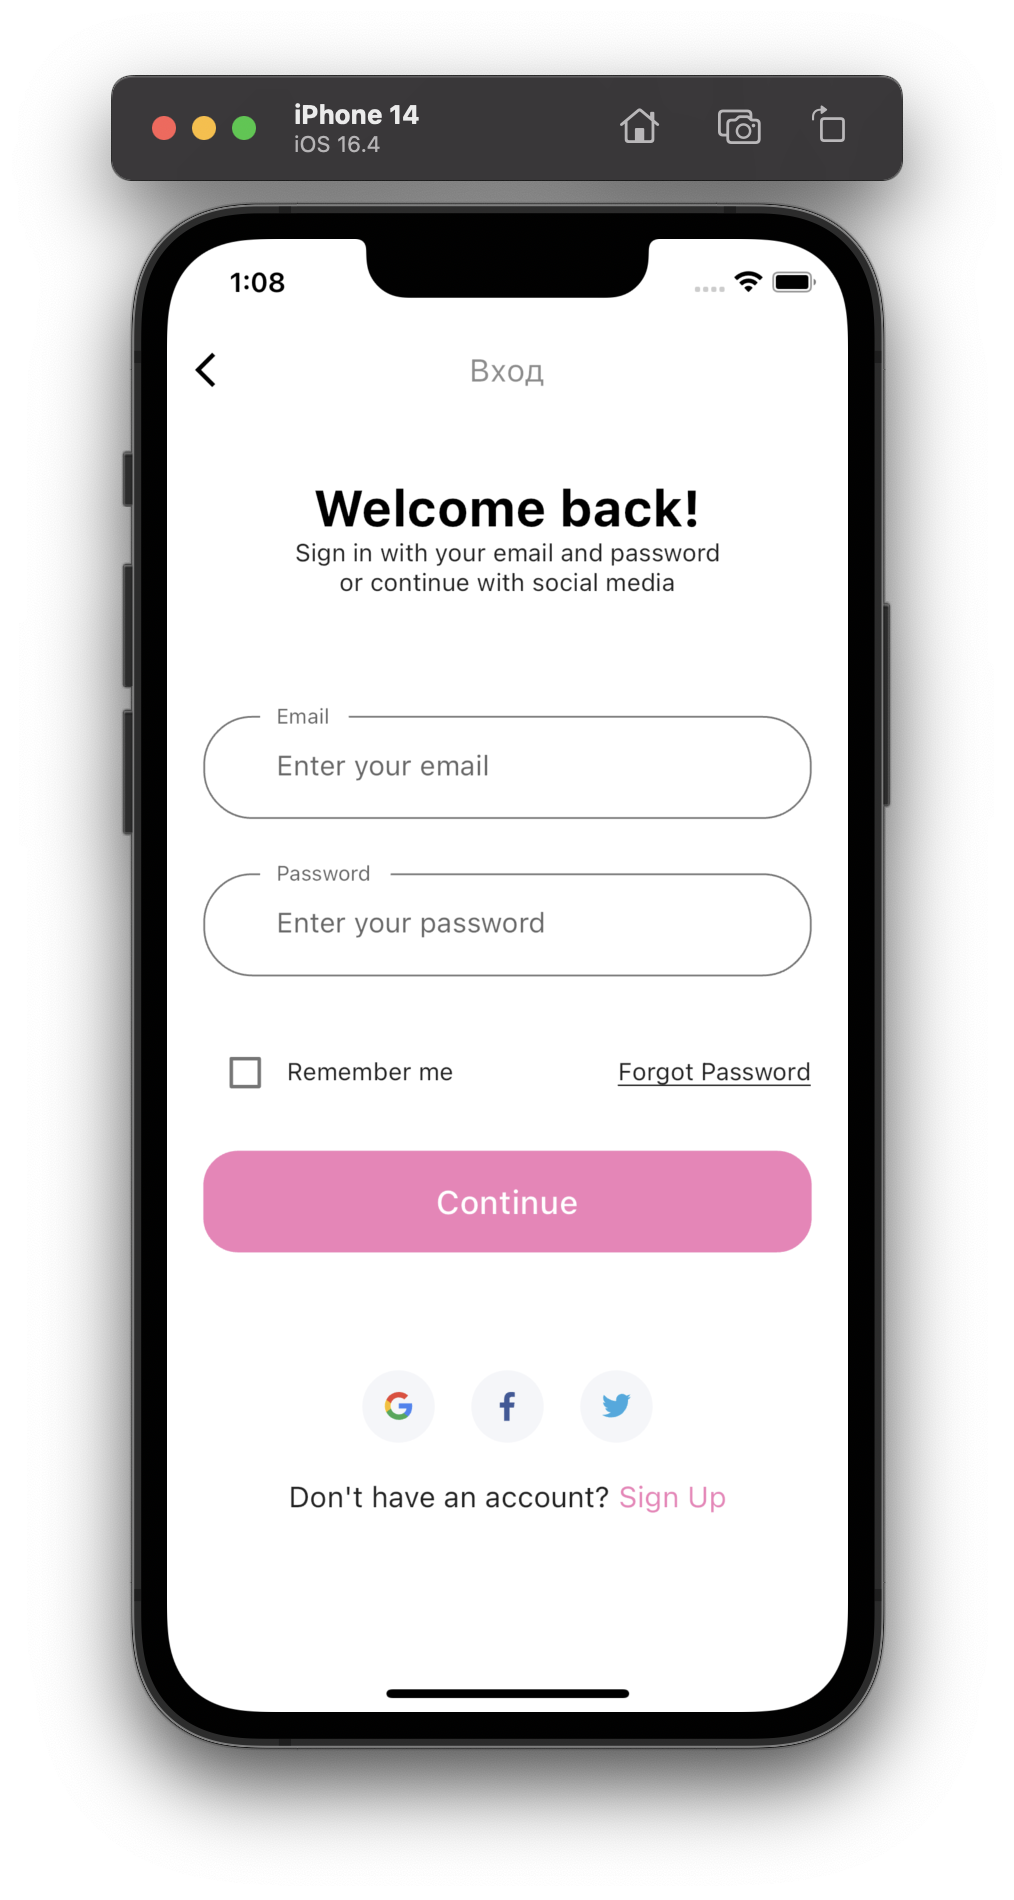 iPhone 14
iOS 16.4
1:08
Вход
Welcome back!
Sign in with your email and password
or continue with social media
Email
Enter your email
Password
Enter your password
Remember me
Forgot Password
Continue
Don't have an account? Sign Up